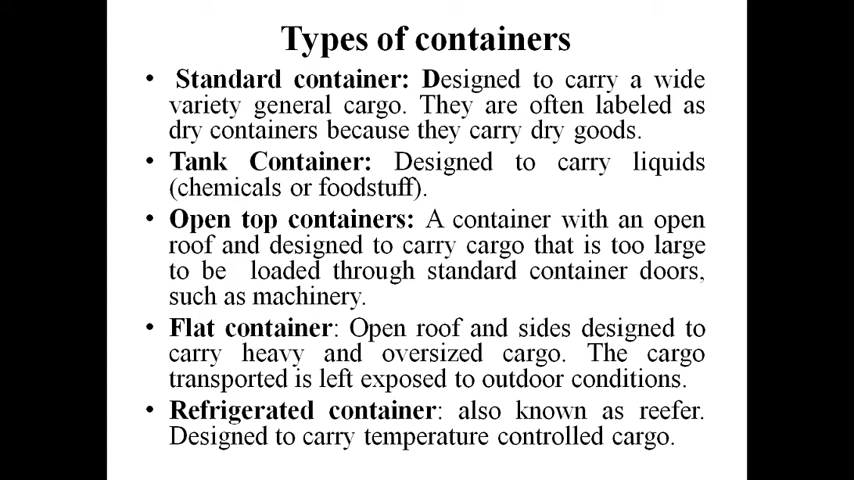 Types of containers
• Standard container: Designed to carry a wide
variety general cargo. They are often labeled as
dry containers because they carry dry goods.
• Tank Container: Designed to carry liquids
(chemicals or foodstuff).
• Open top containers: A container with an open
roof and designed to carry cargo that is too large
to be loaded through standard container doors,
such as machinery.
• Flat container: Open roof and sides designed to
carry heavy and oversized cargo. The cargo
transported is left exposed to outdoor conditions.
• Refrigerated container: also known as reefer.
Designed to carry temperature controlled cargo.